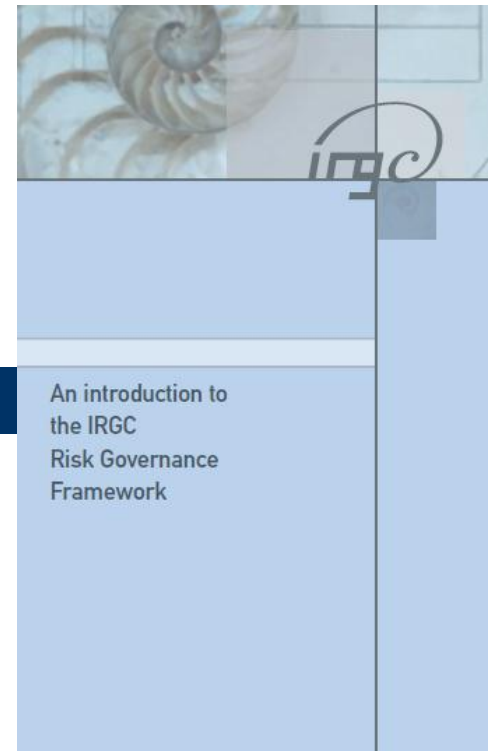 irgc
An introduction to
the IRGC
Risk Governance
Framework